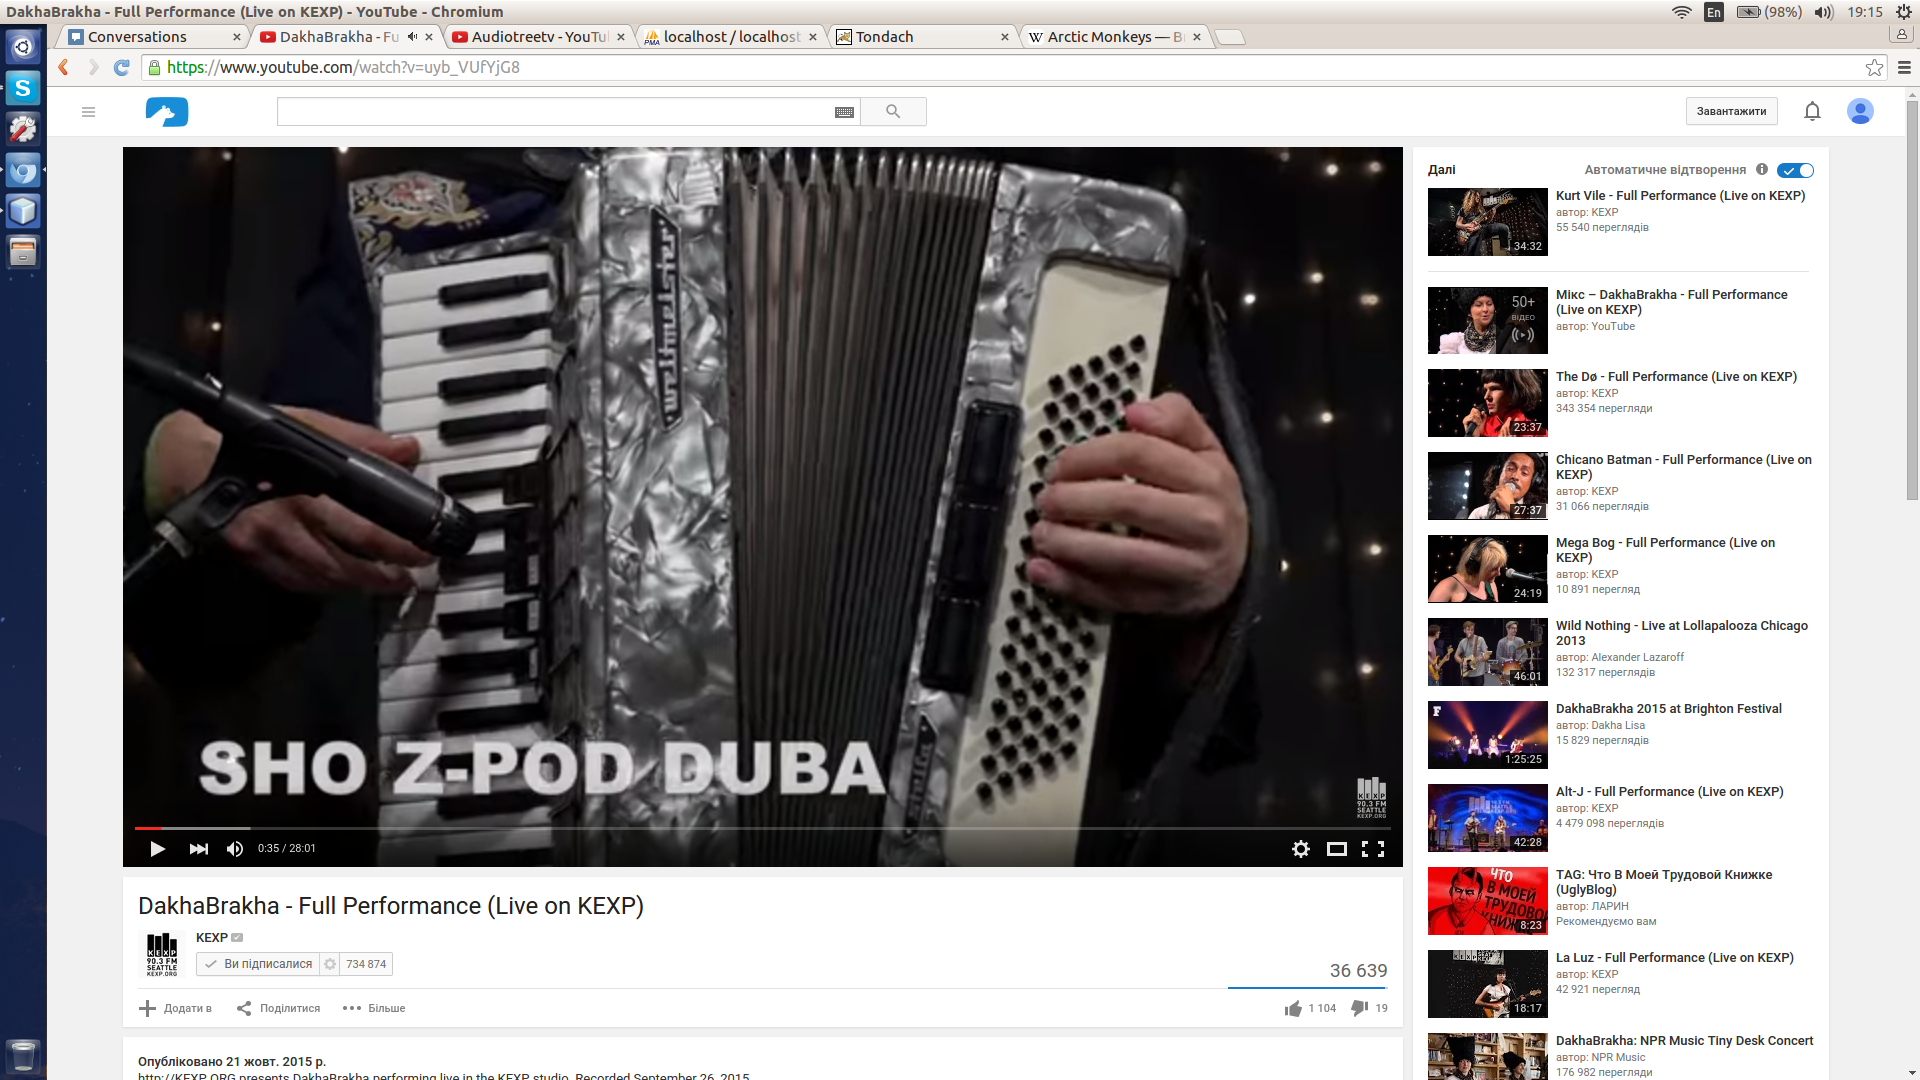 DakhaBrakha - Full Performance (Live on KEXP) - YouTube - Chromium
En
(98%)
19:15
Conversations
DakhaBrakha - Fu
Audiotreetv - YouTu
localhost / localhost
Tondach
Arctic Monkeys — В
https://www.youtube.com/watch?v=uyb_VUfYjG8
Завантажити
weltmeister
SHO Z-POD DUBA
KEXP
90.3 FM
SEATTLE
KEXP.ORG
0:35 / 28:01
DakhaBrakha - Full Performance (Live on KEXP)
KEXP
90.3 FM
SEATTLE
KEXP.ORG
KEXP
Ви підписалися
734 874
36 639
Додати в
Поділитися
Більше
1 104
19
Опубліковано 21 жовт. 2015 р.
http://KEXP.ORG presents DakhaBrakha performing live in the KEXP studio. Recorded September 26, 2015.
Далі
Автоматичне відтворення
Kurt Vile - Full Performance (Live on KEXP)
автор: KEXP
55 540 переглядів
34:32
Мікс – DakhaBrakha - Full Performance
(Live on KEXP)
автор: YouTube
50+
ВІДЕО
The Dø - Full Performance (Live on KEXP)
автор: KEXP
343 354 перегляди
23:37
Chicano Batman - Full Performance (Live on
KEXP)
автор: KEXP
31 066 переглядів
27:37
Mega Bog - Full Performance (Live on
KEXP)
автор: KEXP
10 891 перегляд
24:19
Wild Nothing - Live at Lollapalooza Chicago
2013
автор: Alexander Lazaroff
132 317 переглядів
46:01
DakhaBrakha 2015 at Brighton Festival
автор: Dakha Lisa
15 829 переглядів
1:25:25
Alt-J - Full Performance (Live on KEXP)
автор: KEXP
4 479 098 переглядів
42:28
TAG: Что В Моей Трудовой Книжке
(UglyBlog)
автор: ЛАРИН
Рекомендуємо вам
ЧТО
В МОЕЙ
ТРУДОВОЙ
8:23
La Luz - Full Performance (Live on KEXP)
автор: KEXP
42 921 перегляд
18:17
DakhaBrakha: NPR Music Tiny Desk Concert
автор: NPR Music
176 982 перегляди